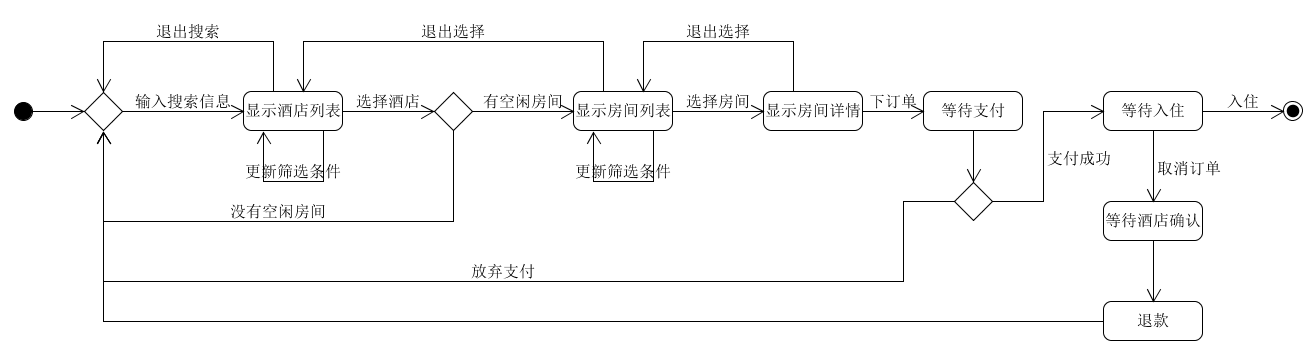 退出搜索
退出选择
退出选择
输入搜索信息
显示酒店列表
选择酒店
有空闲房间
显示房间列表
选择房间
显示房间详情
下订单
等待支付
等待入住
入住
更新筛选条件
更新筛选条件
支付成功
取消订单
没有空闲房间
等待酒店确认
放弃支付
退款